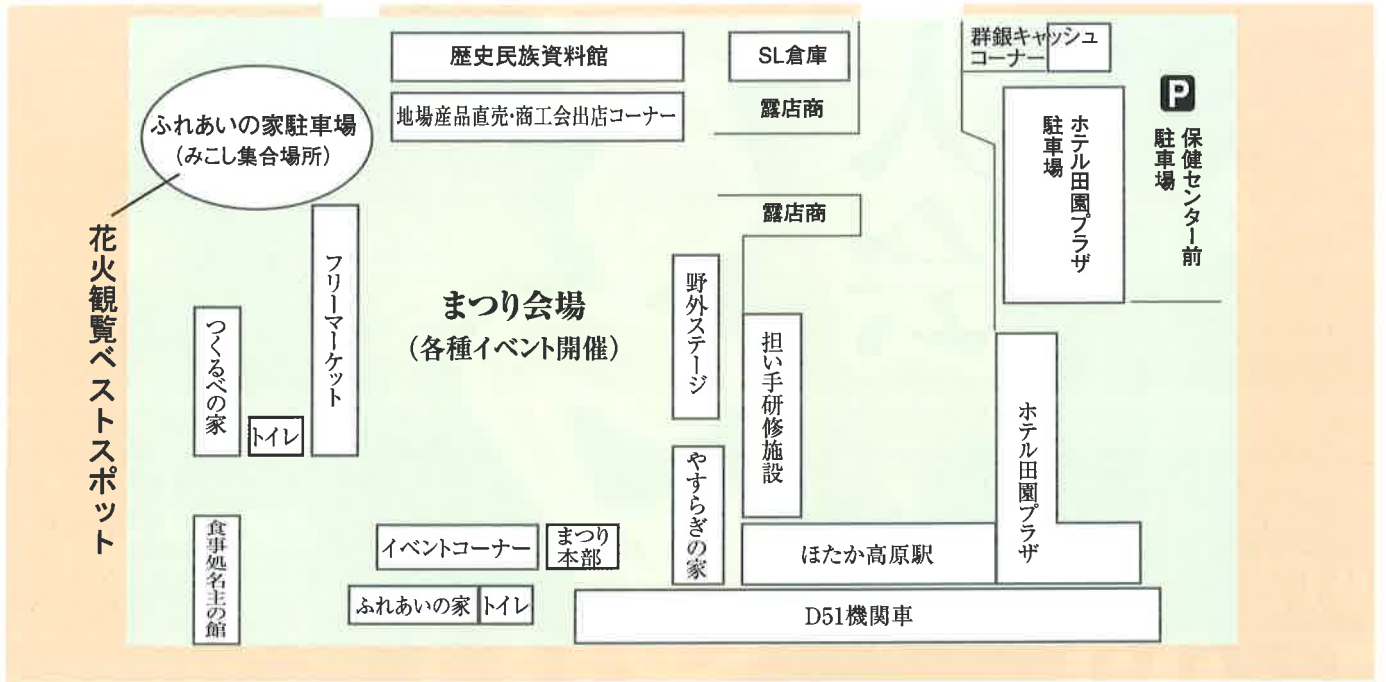 歴史民族資料館
SL倉庫
群銀キャッシュ
コーナー
ふれあいの家駐車場
(みこし集合場所)
地場産品直売・商工会出店コーナー
露店商
ホテル田園プラザ
駐車場
P
保健センター前
駐車場
露店商
花火観覧ベストスポット
フリーマーケット
まつり会場
(各種イベント開催)
野外ステージ
つくるべの家
トイレ
担い手研修施設
ホテル田園プラザ
やすらぎの家
食事処名主の館
イベントコーナー
まつり
本部
ほたか高原駅
ふれあいの家
トイレ
D51機関車